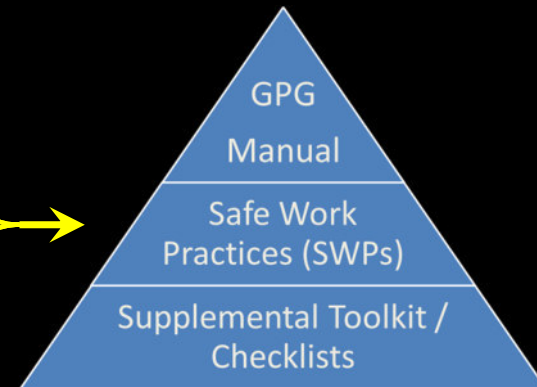 GPG
Manual
Safe Work
Practices (SWPs)
Supplemental Toolkit /
Checklists